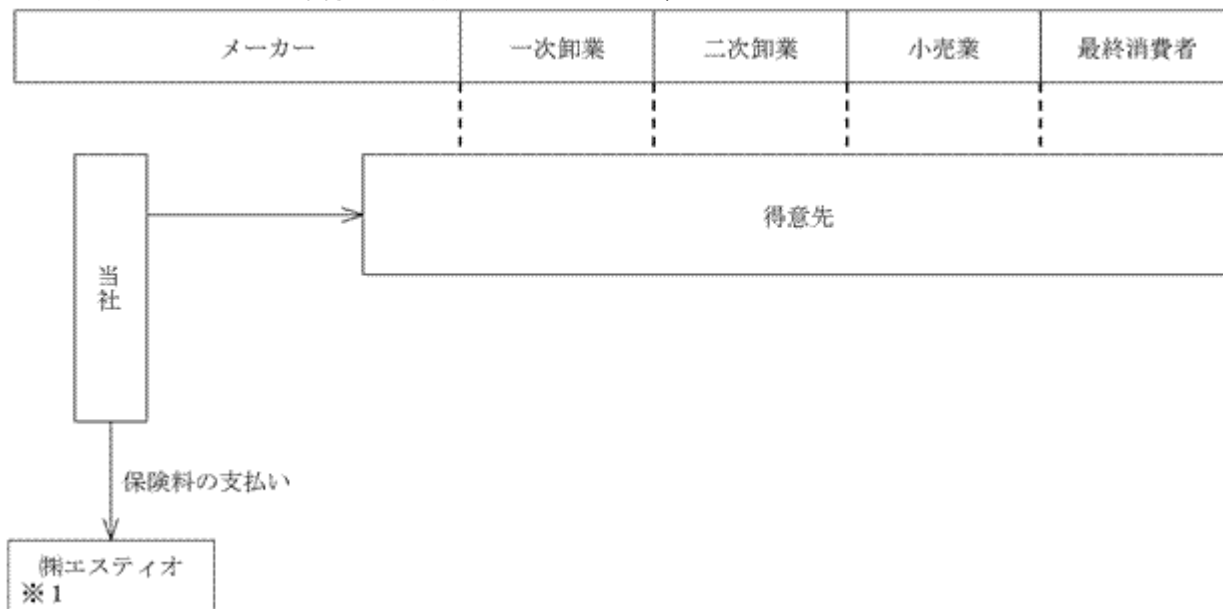 メーカー
一次卸業
二次卸業
小売業
最終消費者
得意先
当社
保険料の支払い
㈱エスティオ
※1